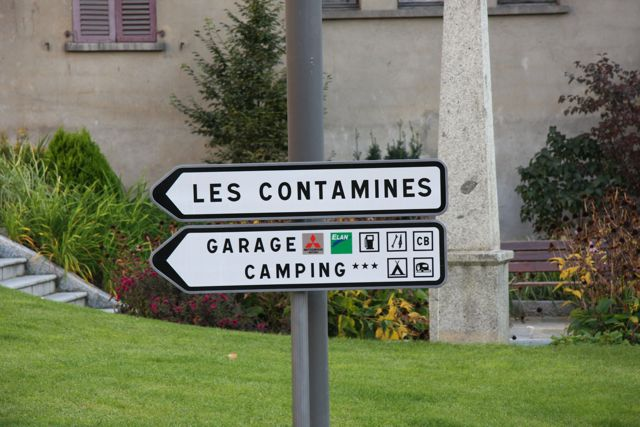 LES CONTAMINES
GARAGE ELAN CB
CAMPING ***